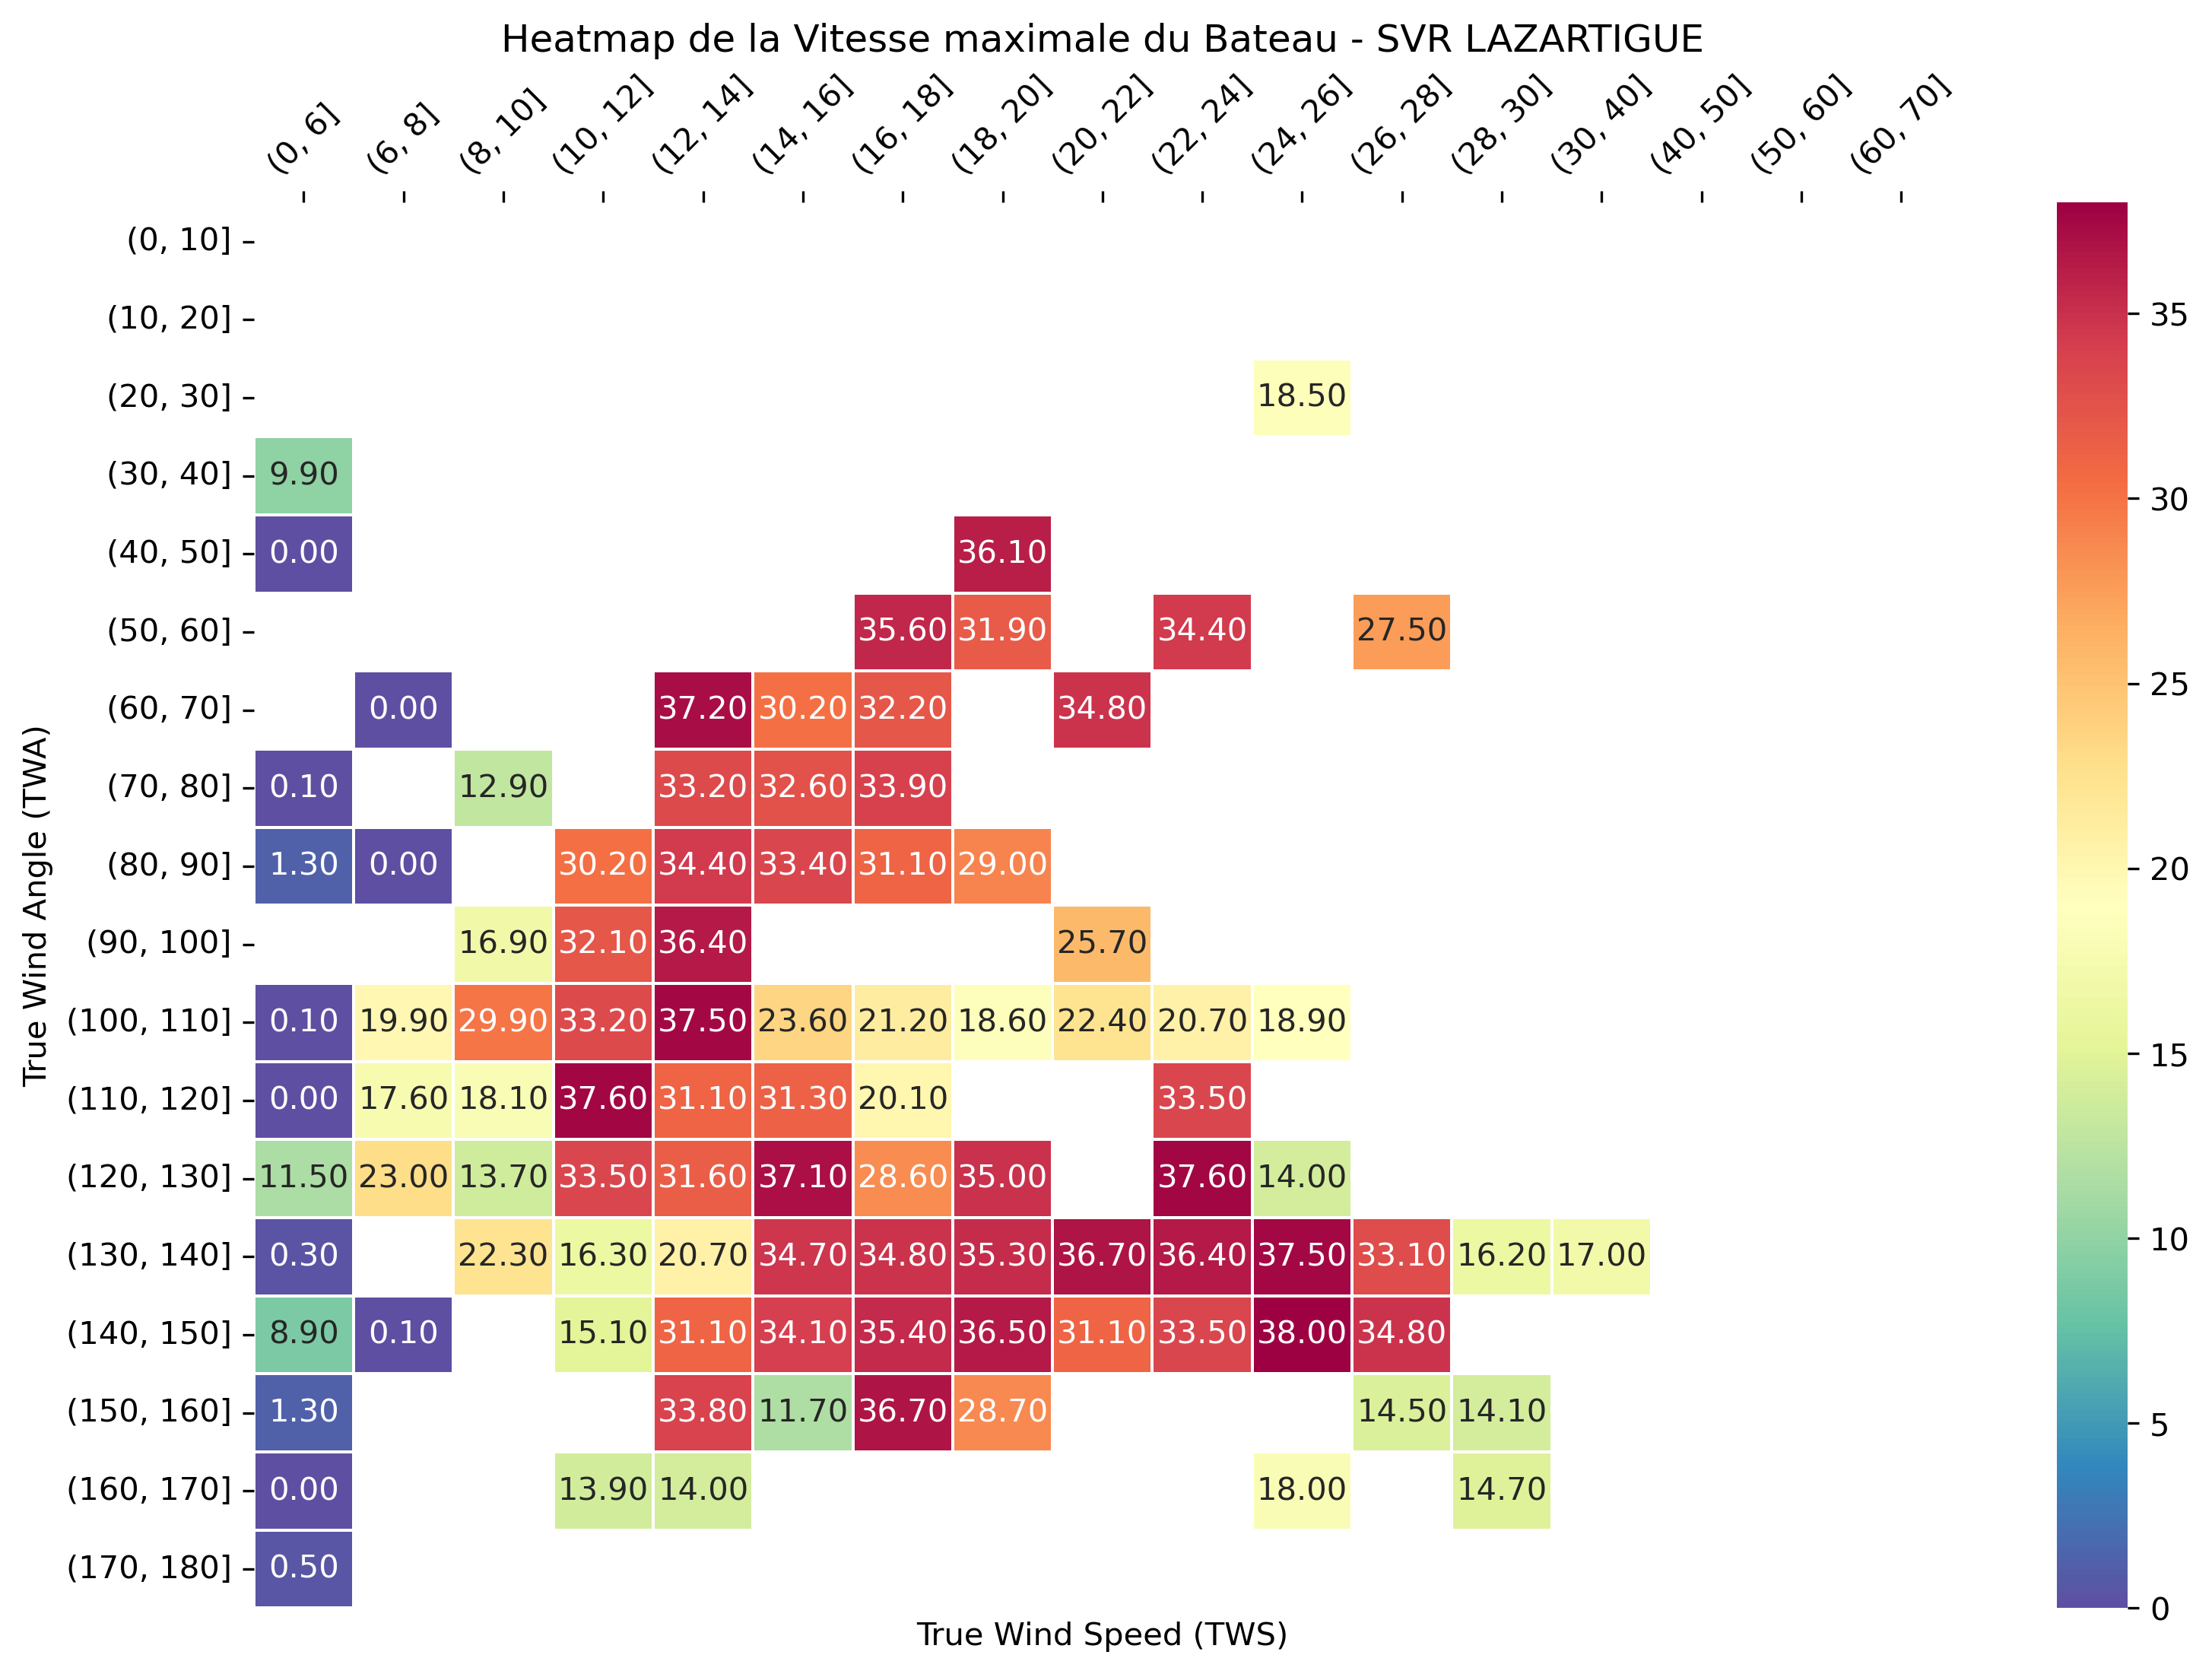 Heatmap de la Vitesse maximale du Bateau - SVR LAZARTIGUE
(0, 6] (6, 8] (8, 10] (10, 12] (12, 14] (14, 16] (16, 18] (18, 20] (20, 22] (22, 24] (24, 26] (26, 28] (28, 30] (30, 40] (40, 50] (50, 60] (60, 70]
(0, 10]
(10, 20]
(20, 30] 18.50
(30, 40] 9.90
(40, 50] 0.00 36.10
(50, 60] 35.60 31.90 34.40 27.50
(60, 70] 0.00 37.20 30.20 32.20 34.80
(70, 80] 0.10 12.90 33.20 32.60 33.90
(80, 90] 1.30 0.00 30.20 34.40 33.40 31.10 29.00
(90, 100] 16.90 32.10 36.40 25.70
(100, 110] 0.10 19.90 29.90 33.20 37.50 23.60 21.20 18.60 22.40 20.70 18.90
(110, 120] 0.00 17.60 18.10 37.60 31.10 31.30 20.10 33.50
(120, 130] 11.50 23.00 13.70 33.50 31.60 37.10 28.60 35.00 37.60 14.00
(130, 140] 0.30 22.30 16.30 20.70 34.70 34.80 35.30 36.70 36.40 37.50 33.10 16.20 17.00
(140, 150] 8.90 0.10 15.10 31.10 34.10 35.40 36.50 31.10 33.50 38.00 34.80
(150, 160] 1.30 33.80 11.70 36.70 28.70 14.50 14.10
(160, 170] 0.00 13.90 14.00 18.00 14.70
(170, 180] 0.50
True Wind Angle (TWA)
True Wind Speed (TWS)
35
30
25
20
15
10
5
0